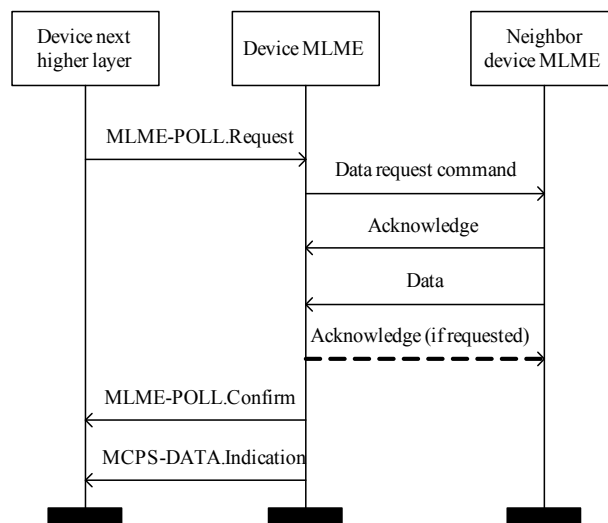 Device next
higher layer
Device MLME
Neighbor
device MLME
MLME-POLL.Request
Data request command
Acknowledge
Data
Acknowledge (if requested)
MLME-POLL.Confirm
MCPS-DATA.Indication